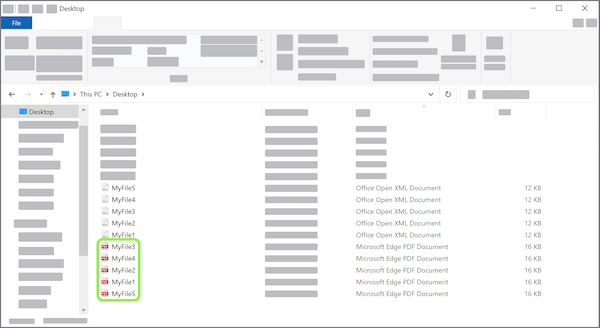 Desktop
File
This PC > Desktop >
Desktop
MyFile5 Office Open XML Document 12 KB
MyFile4 Office Open XML Document 12 KB
MyFile3 Office Open XML Document 12 KB
MyFile2 Office Open XML Document 12 KB
MyFile1 Office Open XML Document 12 KB
MyFile3 Microsoft Edge PDF Document 16 KB
MyFile4 Microsoft Edge PDF Document 16 KB
MyFile2 Microsoft Edge PDF Document 16 KB
MyFile1 Microsoft Edge PDF Document 16 KB
MyFile5 Microsoft Edge PDF Document 16 KB